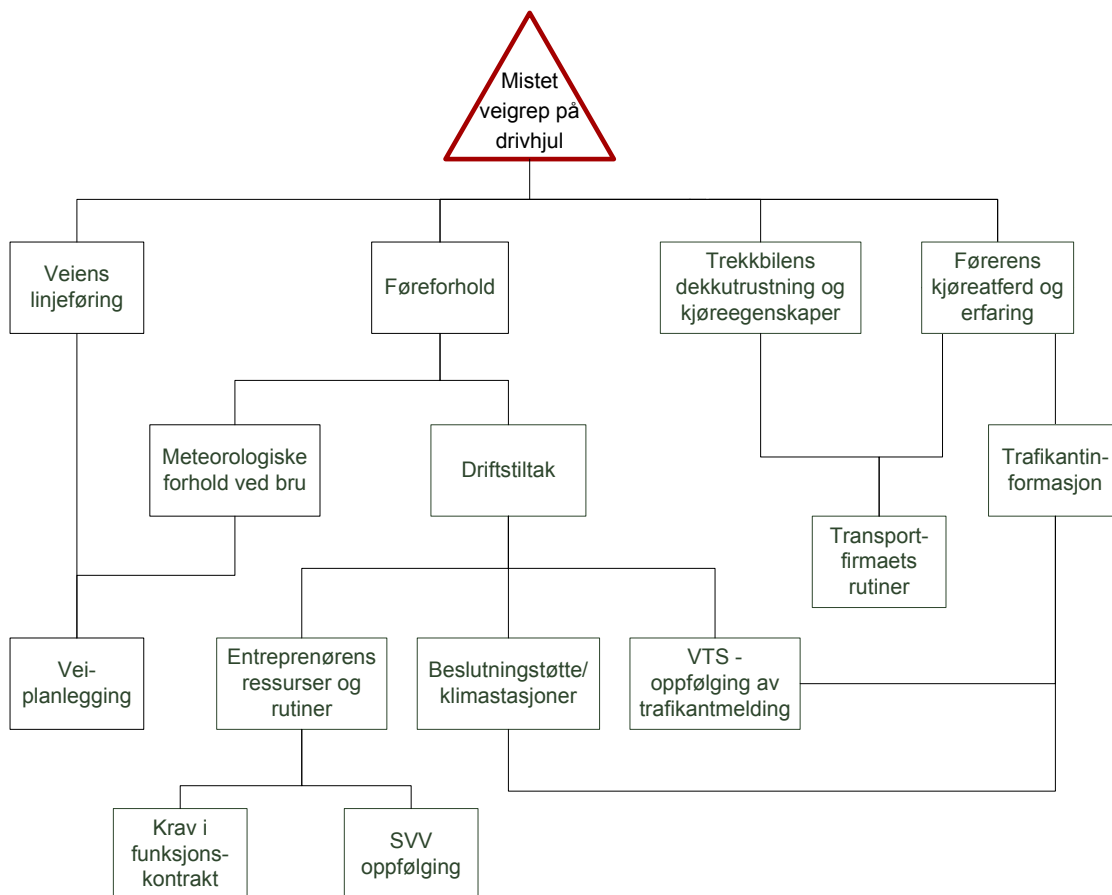 Mistet
veigrep på
drivhjul
Veiens
linjeføring
Føreforhold
Trekkbilens
dekkutrustning og
kjøreegenskaper
Førerens
kjøreatferd og
erfaring
Meteorologiske
forhold ved bru
Driftstiltak
Trafikantin-
formasjon
Transport-
firmaets
rutiner
Vei-
planlegging
Entreprenørens
ressurser og
rutiner
Beslutningstøtte/
klimastasjoner
VTS -
oppfølging av
trafikantmelding
Krav i
funksjons-
kontrakt
SVV
oppfølging